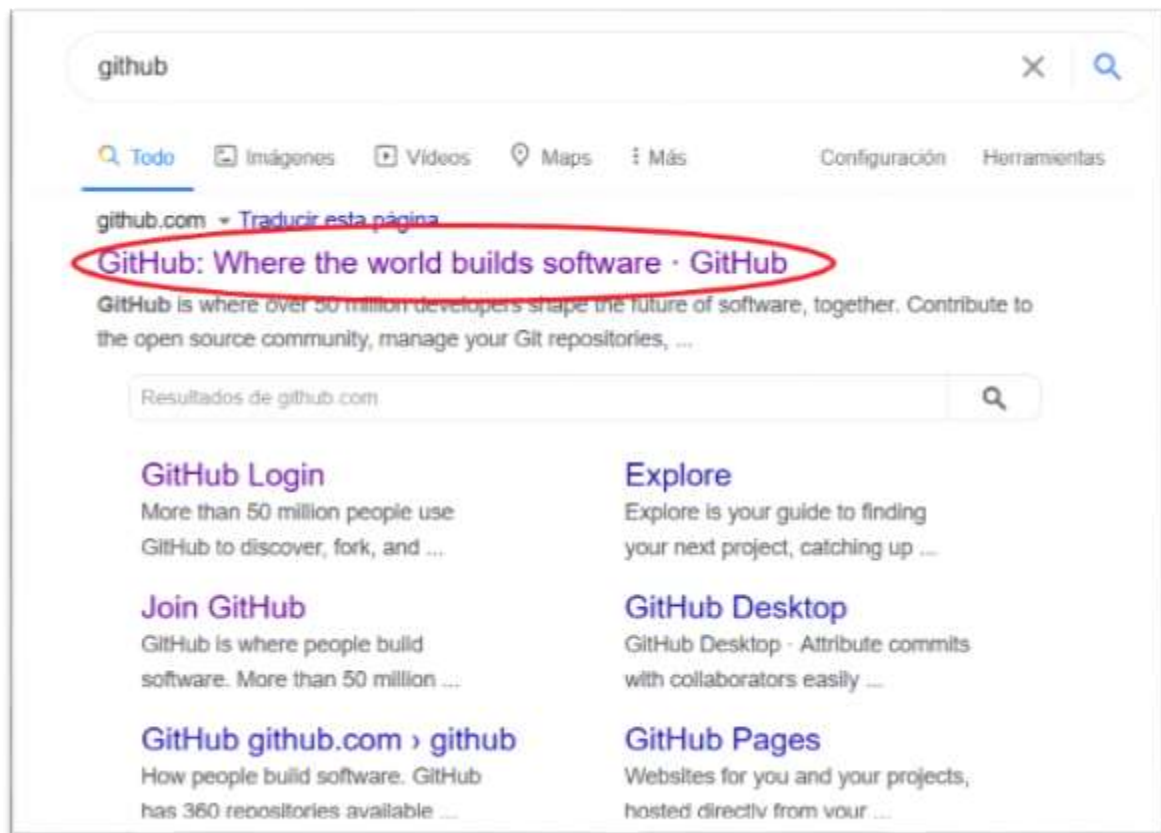 github
Todo Imágenes Vídeos Maps Más Configuración Herramientas
github.com Traducir esta página
GitHub: Where the world builds software · GitHub
GitHub is where over 50 million developers shape the future of software, together. Contribute to
the open source community, manage your Git repositories, ...
Resultados de github.com
GitHub Login
More than 50 million people use
GitHub to discover, fork, and ...
Explore
Explore is your guide to finding
your next project, catching up ...
Join GitHub
GitHub is where people build
software. More than 50 million ...
GitHub Desktop
GitHub Desktop · Attribute commits
with collaborators easily ...
GitHub github.com › github
How people build software. GitHub
has 360 repositories available ...
GitHub Pages
Websites for you and your projects,
hosted directly from your ...